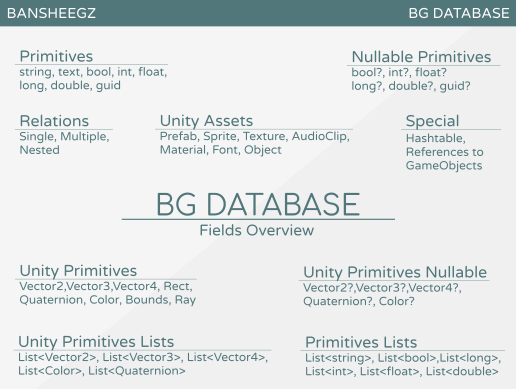 BANSHEEGZ
BG DATABASE
Primitives
string, text, bool, int, float,
long, double, guid
Nullable Primitives
bool?, int?, float?
long?, double?, guid?
Relations
Single, Multiple,
Nested
Unity Assets
Prefab, Sprite, Texture, AudioClip,
Material, Font, Object
Special
Hashtable,
References to
GameObjects
BG DATABASE
Fields Overview
Unity Primitives
Vector2,Vector3,Vector4, Rect,
Quaternion, Color, Bounds, Ray
Unity Primitives Nullable
Vector2?,Vector3?,Vector4?,
Quaternion?, Color?
Unity Primitives Lists
List<Vector2>, List<Vector3>, List<Vector4>,
List<Color>, List<Quaternion>
Primitives Lists
List<string>, List<bool>,List<long>,
List<int>, List<float>, List<double>